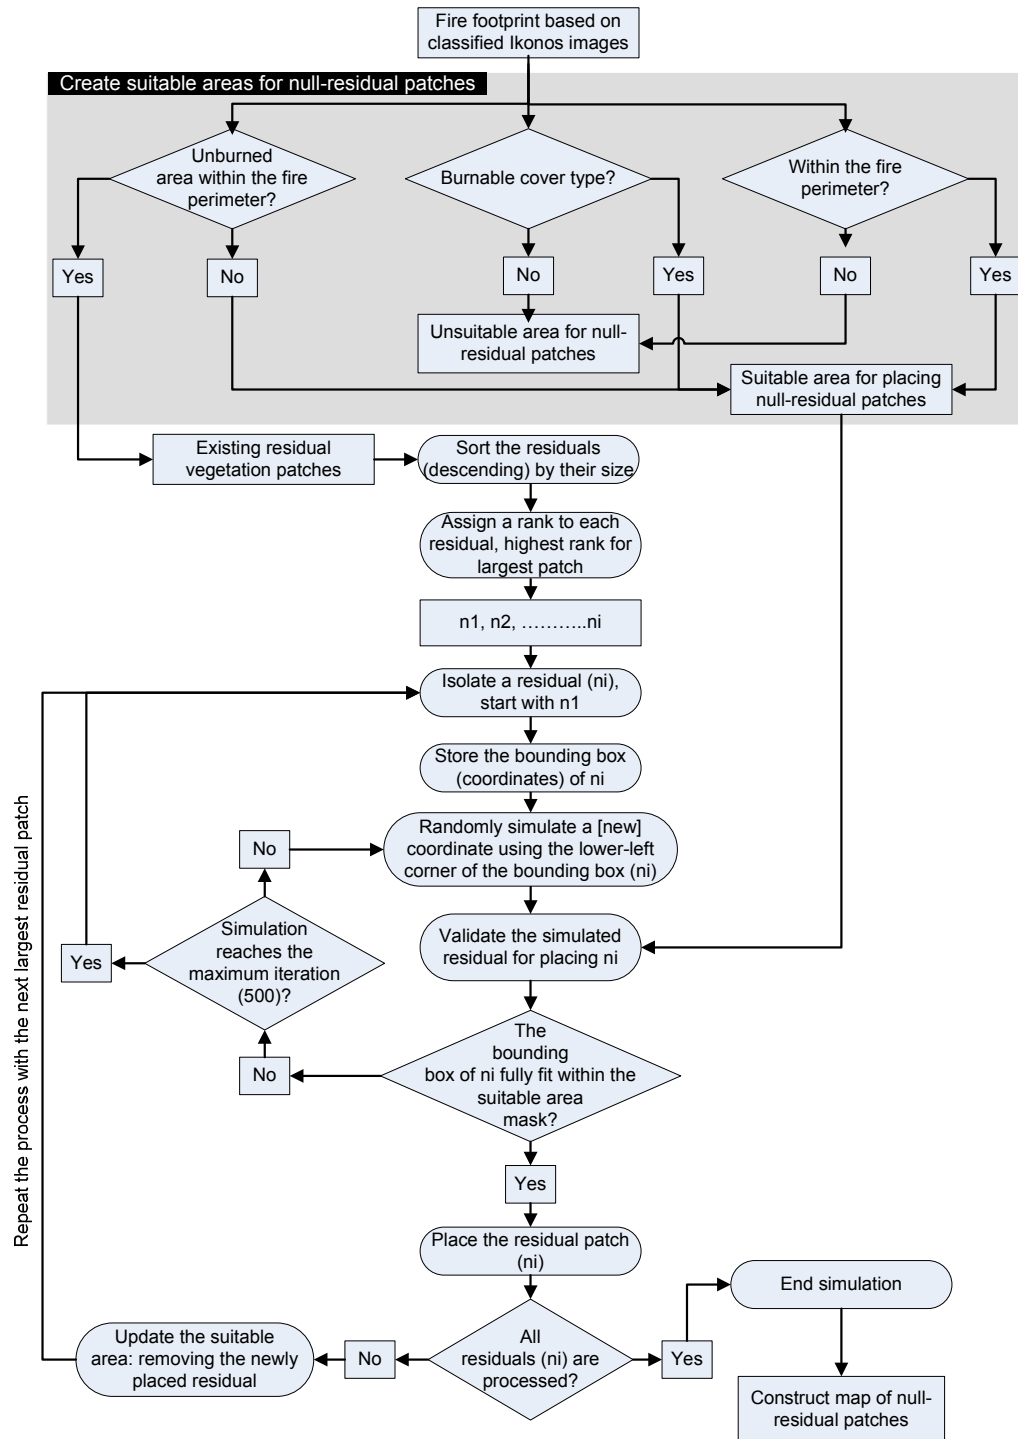 Fire footprint based on
classified Ikonos images
Create suitable areas for null-residual patches
Unburned
area within the fire
perimeter?
Burnable cover type?
Within the fire
perimeter?
Yes
No
No
Yes
No
Yes
Unsuitable area for null-
residual patches
Suitable area for placing
null-residual patches
Existing residual
vegetation patches
Sort the residuals
(descending) by their size
Assign a rank to each
residual, highest rank for
largest patch
n1, n2, ………..ni
Isolate a residual (ni),
start with n1
Store the bounding box
(coordinates) of ni
Randomly simulate a [new]
coordinate using the lower-left
corner of the bounding box (ni)
No
Validate the simulated
residual for placing ni
Simulation
reaches the
maximum iteration
(500)?
Yes
The
bounding
box of ni fully fit within the
suitable area
mask?
No
Yes
Place the residual patch
(ni)
All
residuals (ni) are
processed?
No
Yes
Update the suitable
area: removing the newly
placed residual
Repeat the process with the next largest residual patch
End simulation
Construct map of null-
residual patches